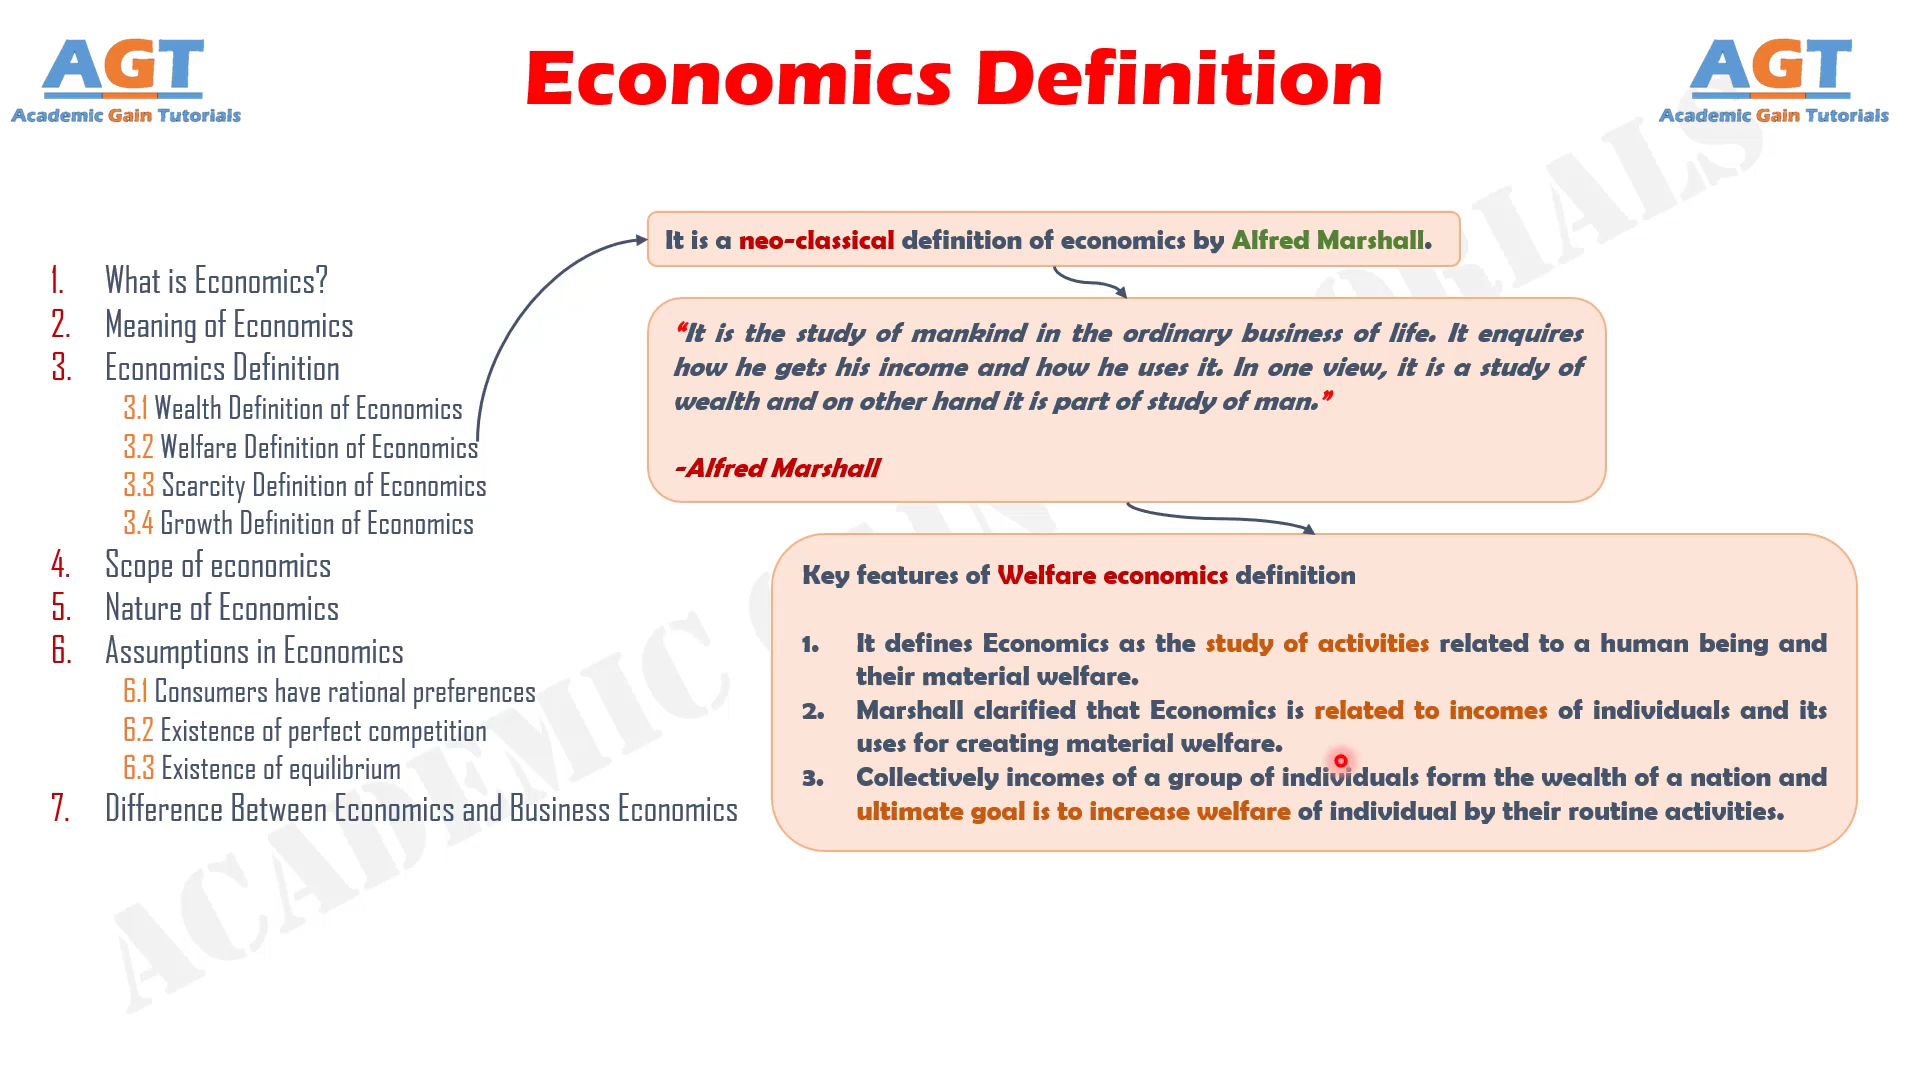 AGT
Academic Gain Tutorials
Economics Definition
AGT
Academic Gain Tutorials
1. What is Economics?
2. Meaning of Economics
3. Economics Definition
3.1 Wealth Definition of Economics
3.2 Welfare Definition of Economics
3.3 Scarcity Definition of Economics
3.4 Growth Definition of Economics
4. Scope of economics
5. Nature of Economics
6. Assumptions in Economics
6.1 Consumers have rational preferences
6.2 Existence of perfect competition
6.3 Existence of equilibrium
7. Difference Between Economics and Business Economics
It is a neo-classical definition of economics by Alfred Marshall.
“It is the study of mankind in the ordinary business of life. It enquires
how he gets his income and how he uses it. In one view, it is a study of
wealth and on other hand it is part of study of man.”
-Alfred Marshall
Key features of Welfare economics definition
1. It defines Economics as the study of activities related to a human being and
their material welfare.
2. Marshall clarified that Economics is related to incomes of individuals and its
uses for creating material welfare.
3. Collectively incomes of a group of individuals form the wealth of a nation and
ultimate goal is to increase welfare of individual by their routine activities.
ACADEMIC GAIN TUTORIALS